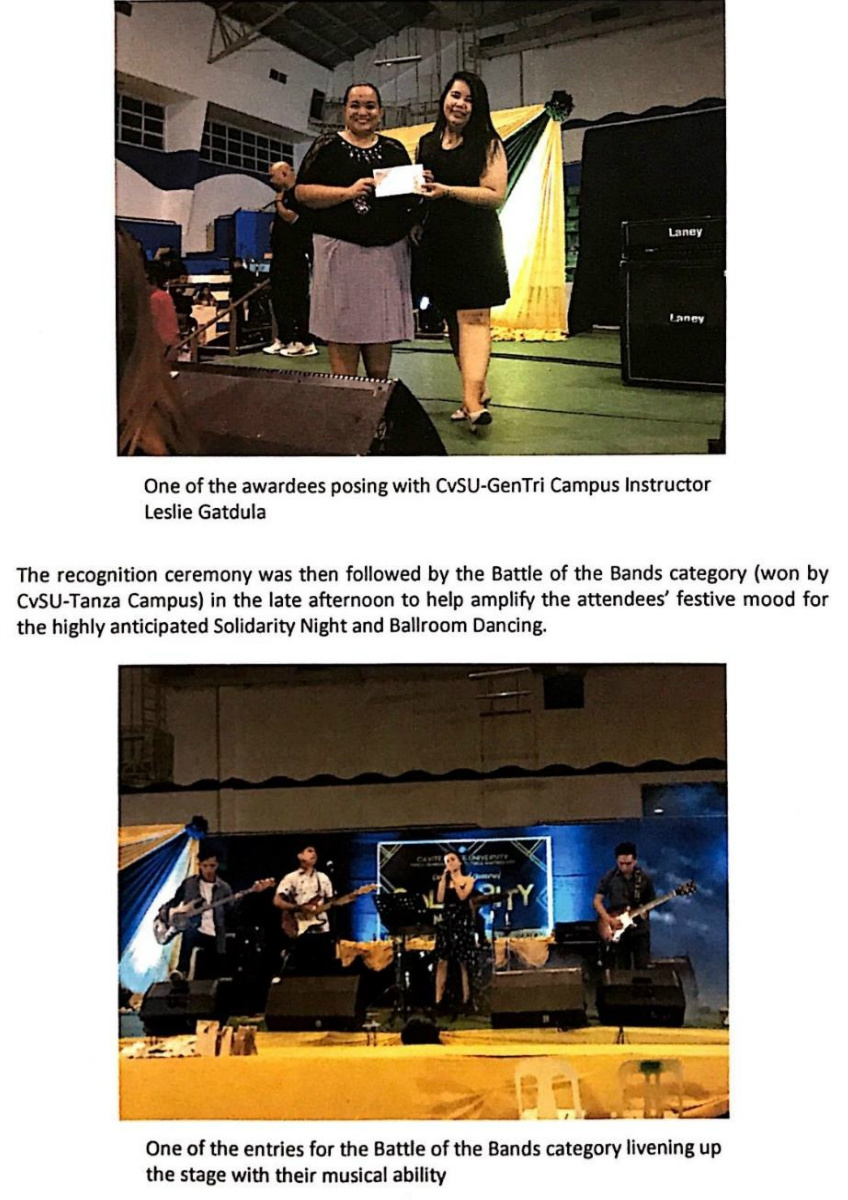 Laney
Laney
One of the awardees posing with CvSU-GenTri Campus Instructor
Leslie Gatdula
The recognition ceremony was then followed by the Battle of the Bands category (won by
CvSU-Tanza Campus) in the late afternoon to help amplify the attendees' festive mood for
the highly anticipated Solidarity Night and Ballroom Dancing.
UNIVERSITY
One of the entries for the Battle of the Bands category livening up
the stage with their musical ability